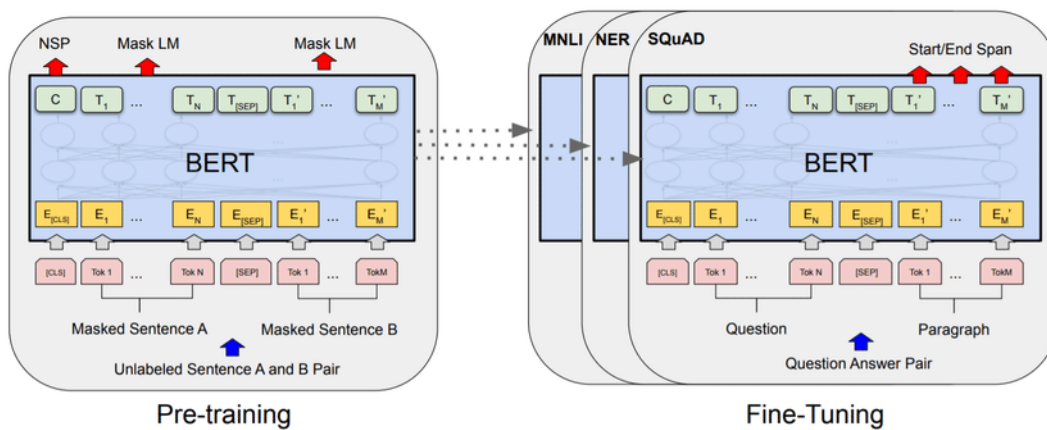 NSP Mask LM Mask LM
C T1 ... TN T[SEP] T1' ... TM'
...
BERT
...
E[CLS] E1 ... EN E[SEP] E1' ... EM'
[CLS] Tok 1 ... Tok N [SEP] Tok 1 ... TokM
Masked Sentence A Masked Sentence B
Unlabeled Sentence A and B Pair
Pre-training
MNLI NER SQuAD
Start/End Span
C T1 ... TN T[SEP] T1' ... TM'
...
BERT
...
E[CLS] E1 ... EN E[SEP] E1' ... EM'
[CLS] Tok 1 ... Tok N [SEP] Tok 1 ... TokM
Question Paragraph
Question Answer Pair
Fine-Tuning